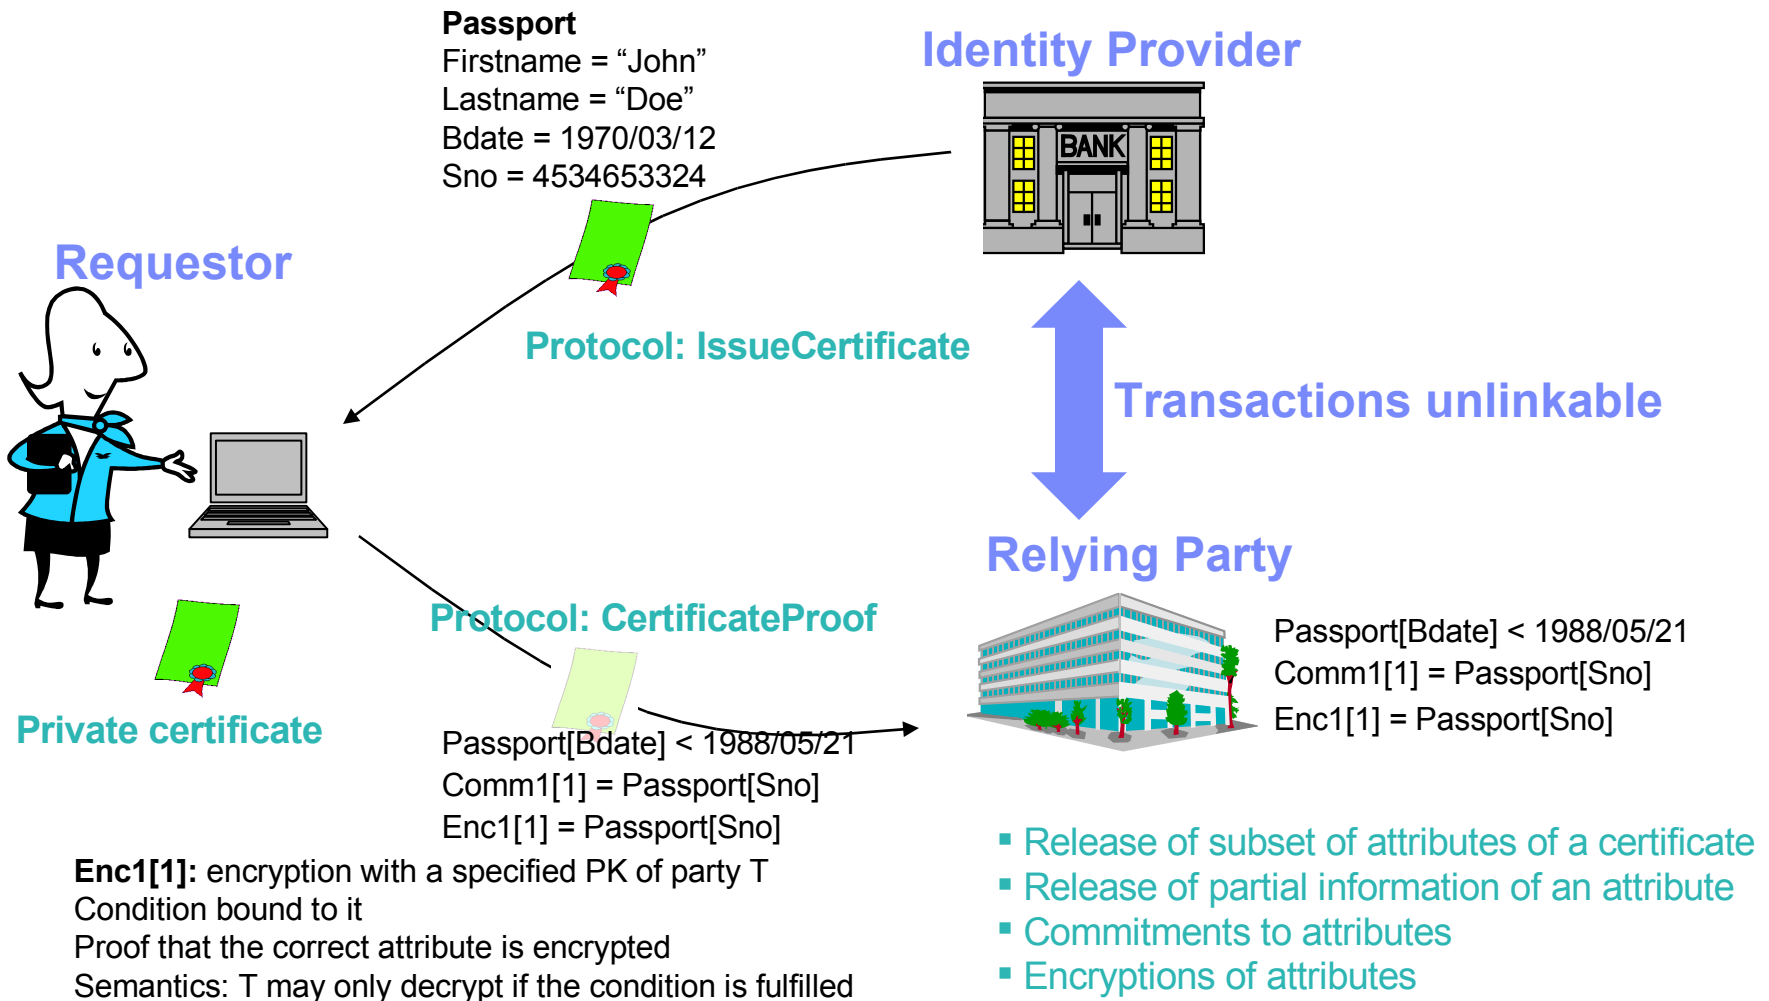 Passport
Firstname = “John”
Lastname = “Doe”
Bdate = 1970/03/12
Sno = 4534653324
Identity Provider
BANK
Requestor
Protocol: IssueCertificate
Transactions unlinkable
Relying Party
Protocol: CertificateProof
Private certificate
Passport[Bdate] < 1988/05/21
Comm1[1] = Passport[Sno]
Enc1[1] = Passport[Sno]
Passport[Bdate] < 1988/05/21
Comm1[1] = Passport[Sno]
Enc1[1] = Passport[Sno]
Enc1[1]: encryption with a specified PK of party T
Condition bound to it
Proof that the correct attribute is encrypted
Semantics: T may only decrypt if the condition is fulfilled
▪ Release of subset of attributes of a certificate
▪ Release of partial information of an attribute
▪ Commitments to attributes
▪ Encryptions of attributes